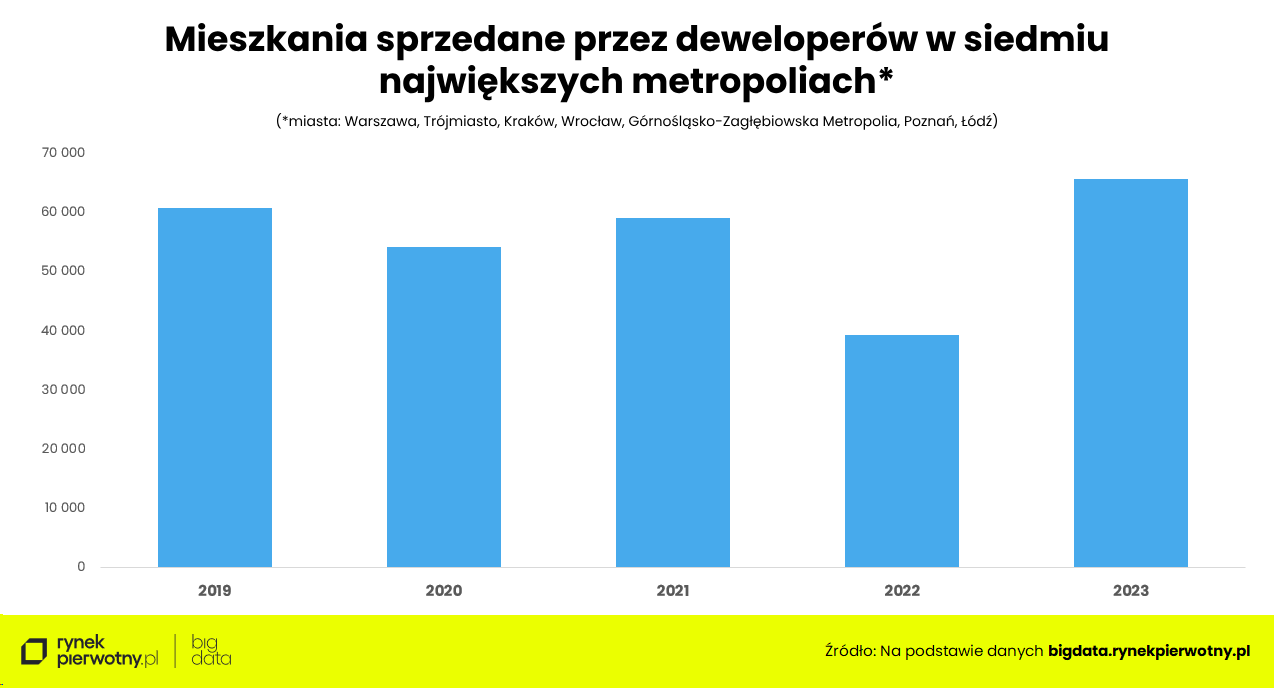 Mieszkania sprzedane przez deweloperów w siedmiu
największych metropoliach*
(*miasta: Warszawa, Trójmiasto, Kraków, Wrocław, Górnośląsko-Zagłębiowska Metropolia, Poznań, Łódź)
70 000
60 000
50 000
40 000
30 000
20 000
10 000
0
2019 2020 2021 2022 2023
rynek
pierwotny.pl
big
data
Źródło: Na podstawie danych bigdata.rynekpierwotny.pl